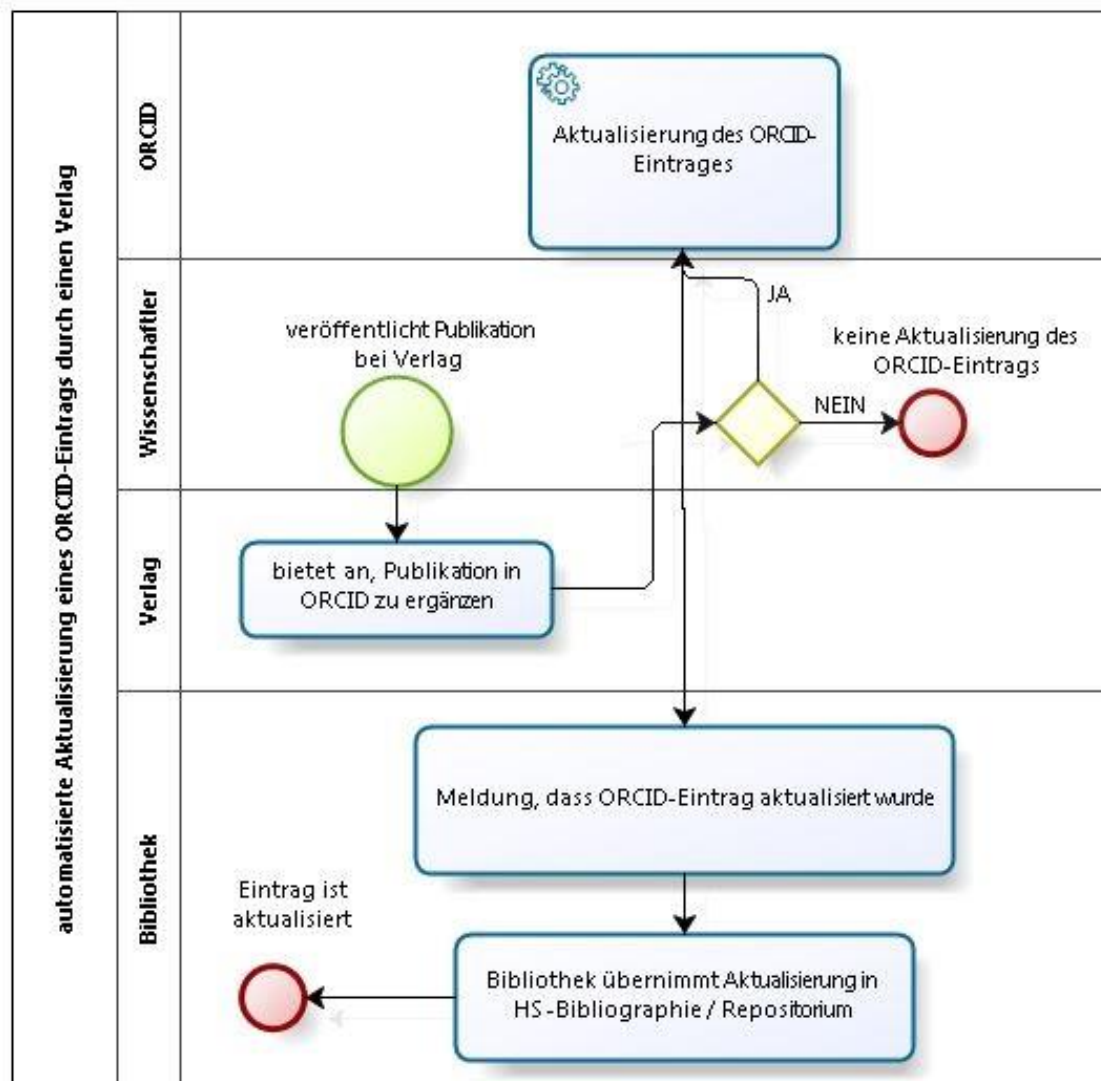 automatisierte Aktualisierung eines ORCID-Eintrags durch einen Verlag
ORCID
Aktualisierung des ORCID-
Eintrages
Wissenschaftler
veröffentlicht Publikation
bei Verlag
JA
keine Aktualisierung des
ORCID-Eintrags
NEIN
Verlag
bietet an, Publikation in
ORCID zu ergänzen
Bibliothek
Meldung, dass ORCID-Eintrag aktualisiert wurde
Eintrag ist
aktualisiert
Bibliothek übernimmt Aktualisierung in
HS-Bibliographie / Repositorium